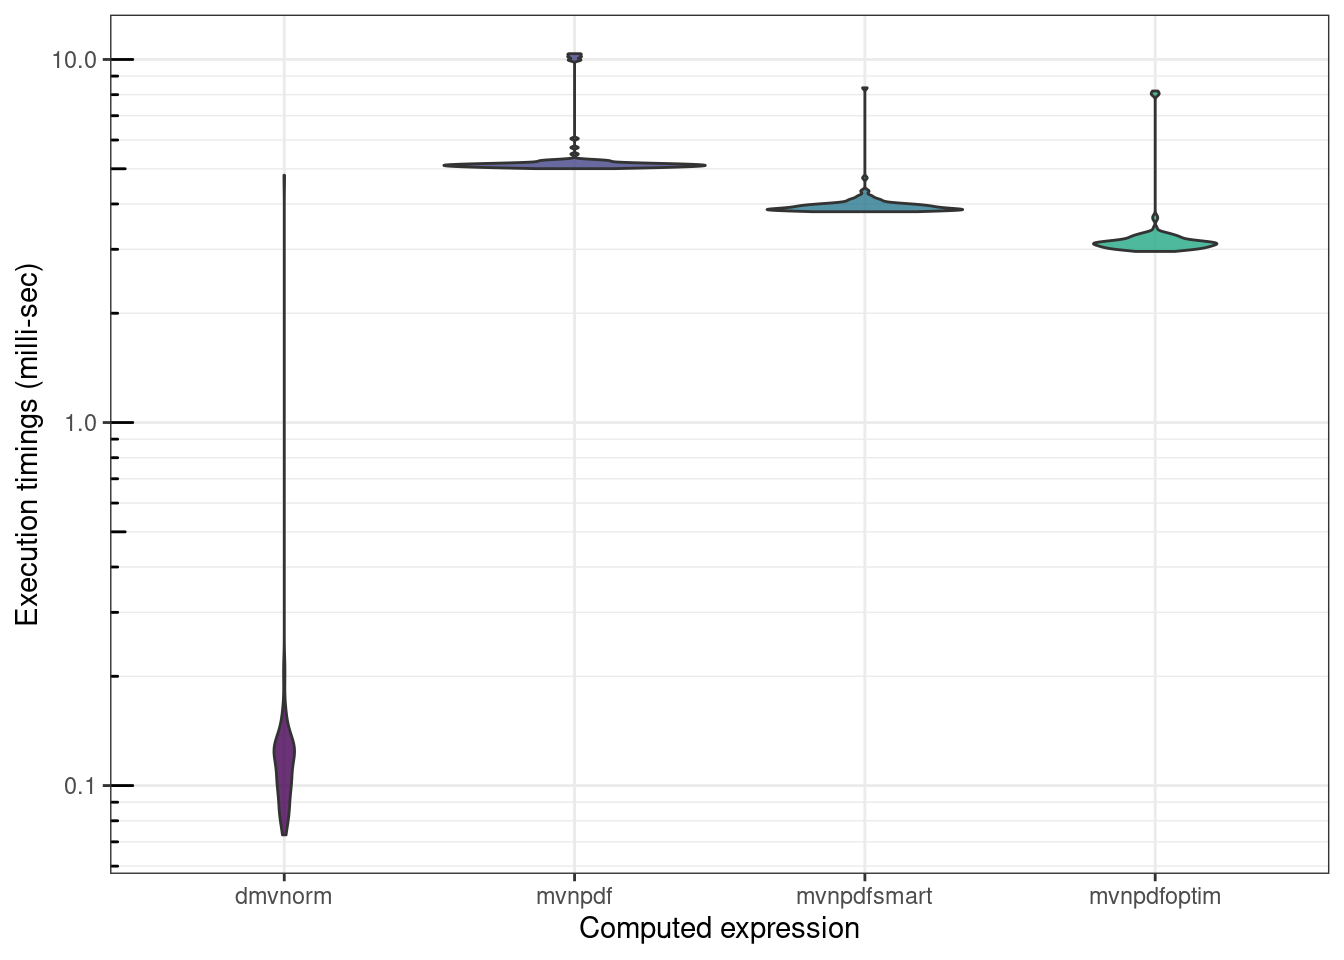 Execution timings (milli-sec)
10.0
1.0
0.1
dmvnorm mvnpdf mvnpdfsmart mvnpdfoptim
Computed expression